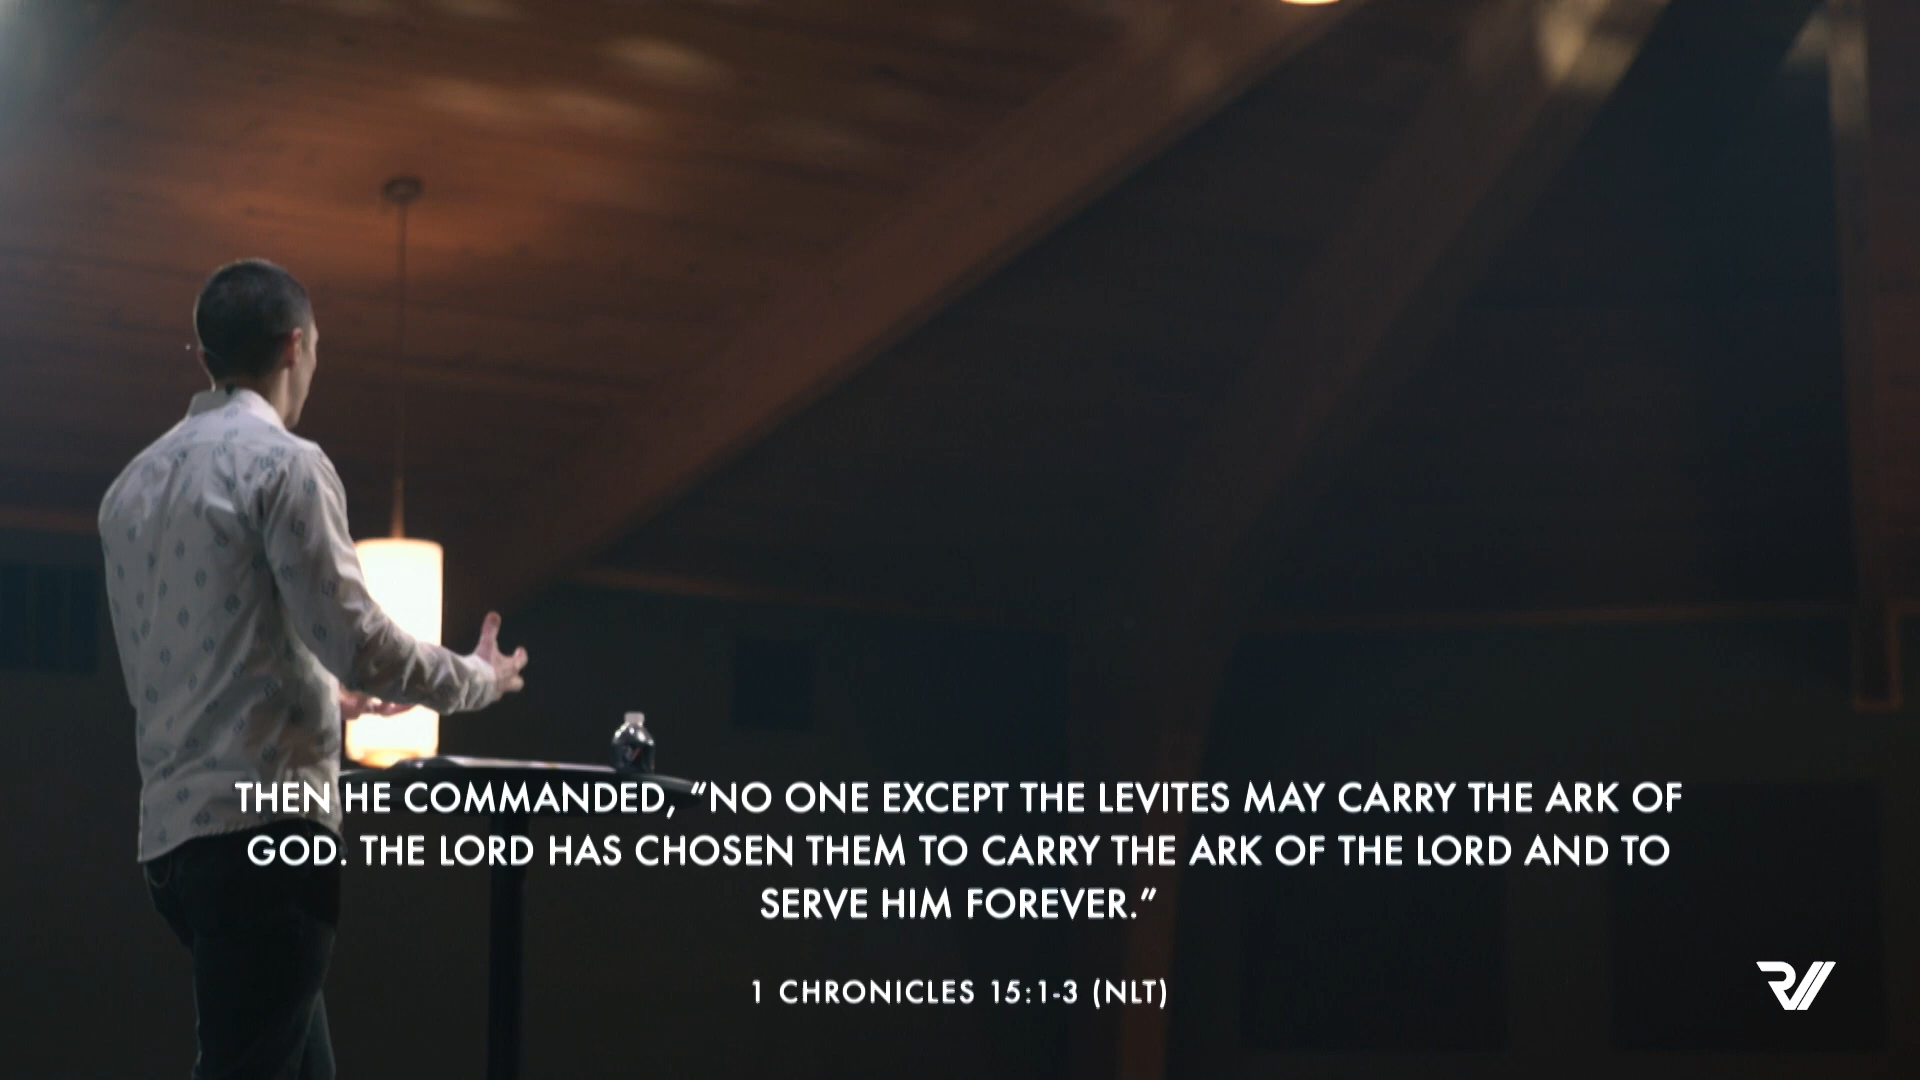 THEN HE COMMANDED, “NO ONE EXCEPT THE LEVITES MAY CARRY THE ARK OF
GOD. THE LORD HAS CHOSEN THEM TO CARRY THE ARK OF THE LORD AND TO
SERVE HIM FOREVER.”
1 CHRONICLES 15:1-3 (NLT)
RV